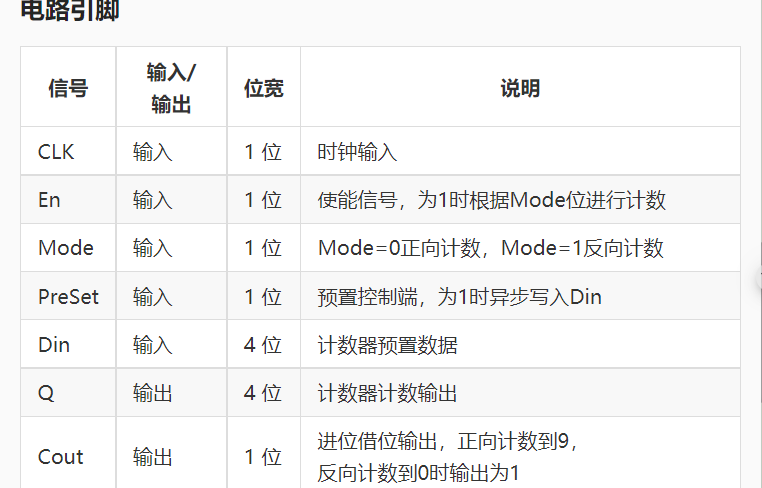 电路引脚
信号 输入/输出 位宽 说明
CLK 输入 1 位 时钟输入
En 输入 1 位 使能信号，为1时根据Mode位进行计数
Mode 输入 1 位 Mode=0正向计数，Mode=1反向计数
PreSet 输入 1 位 预置控制端，为1时异步写入Din
Din 输入 4 位 计数器预置数据
Q 输出 4 位 计数器计数输出
Cout 输出 1 位 进位借位输出，正向计数到9，
反向计数到0时输出为1